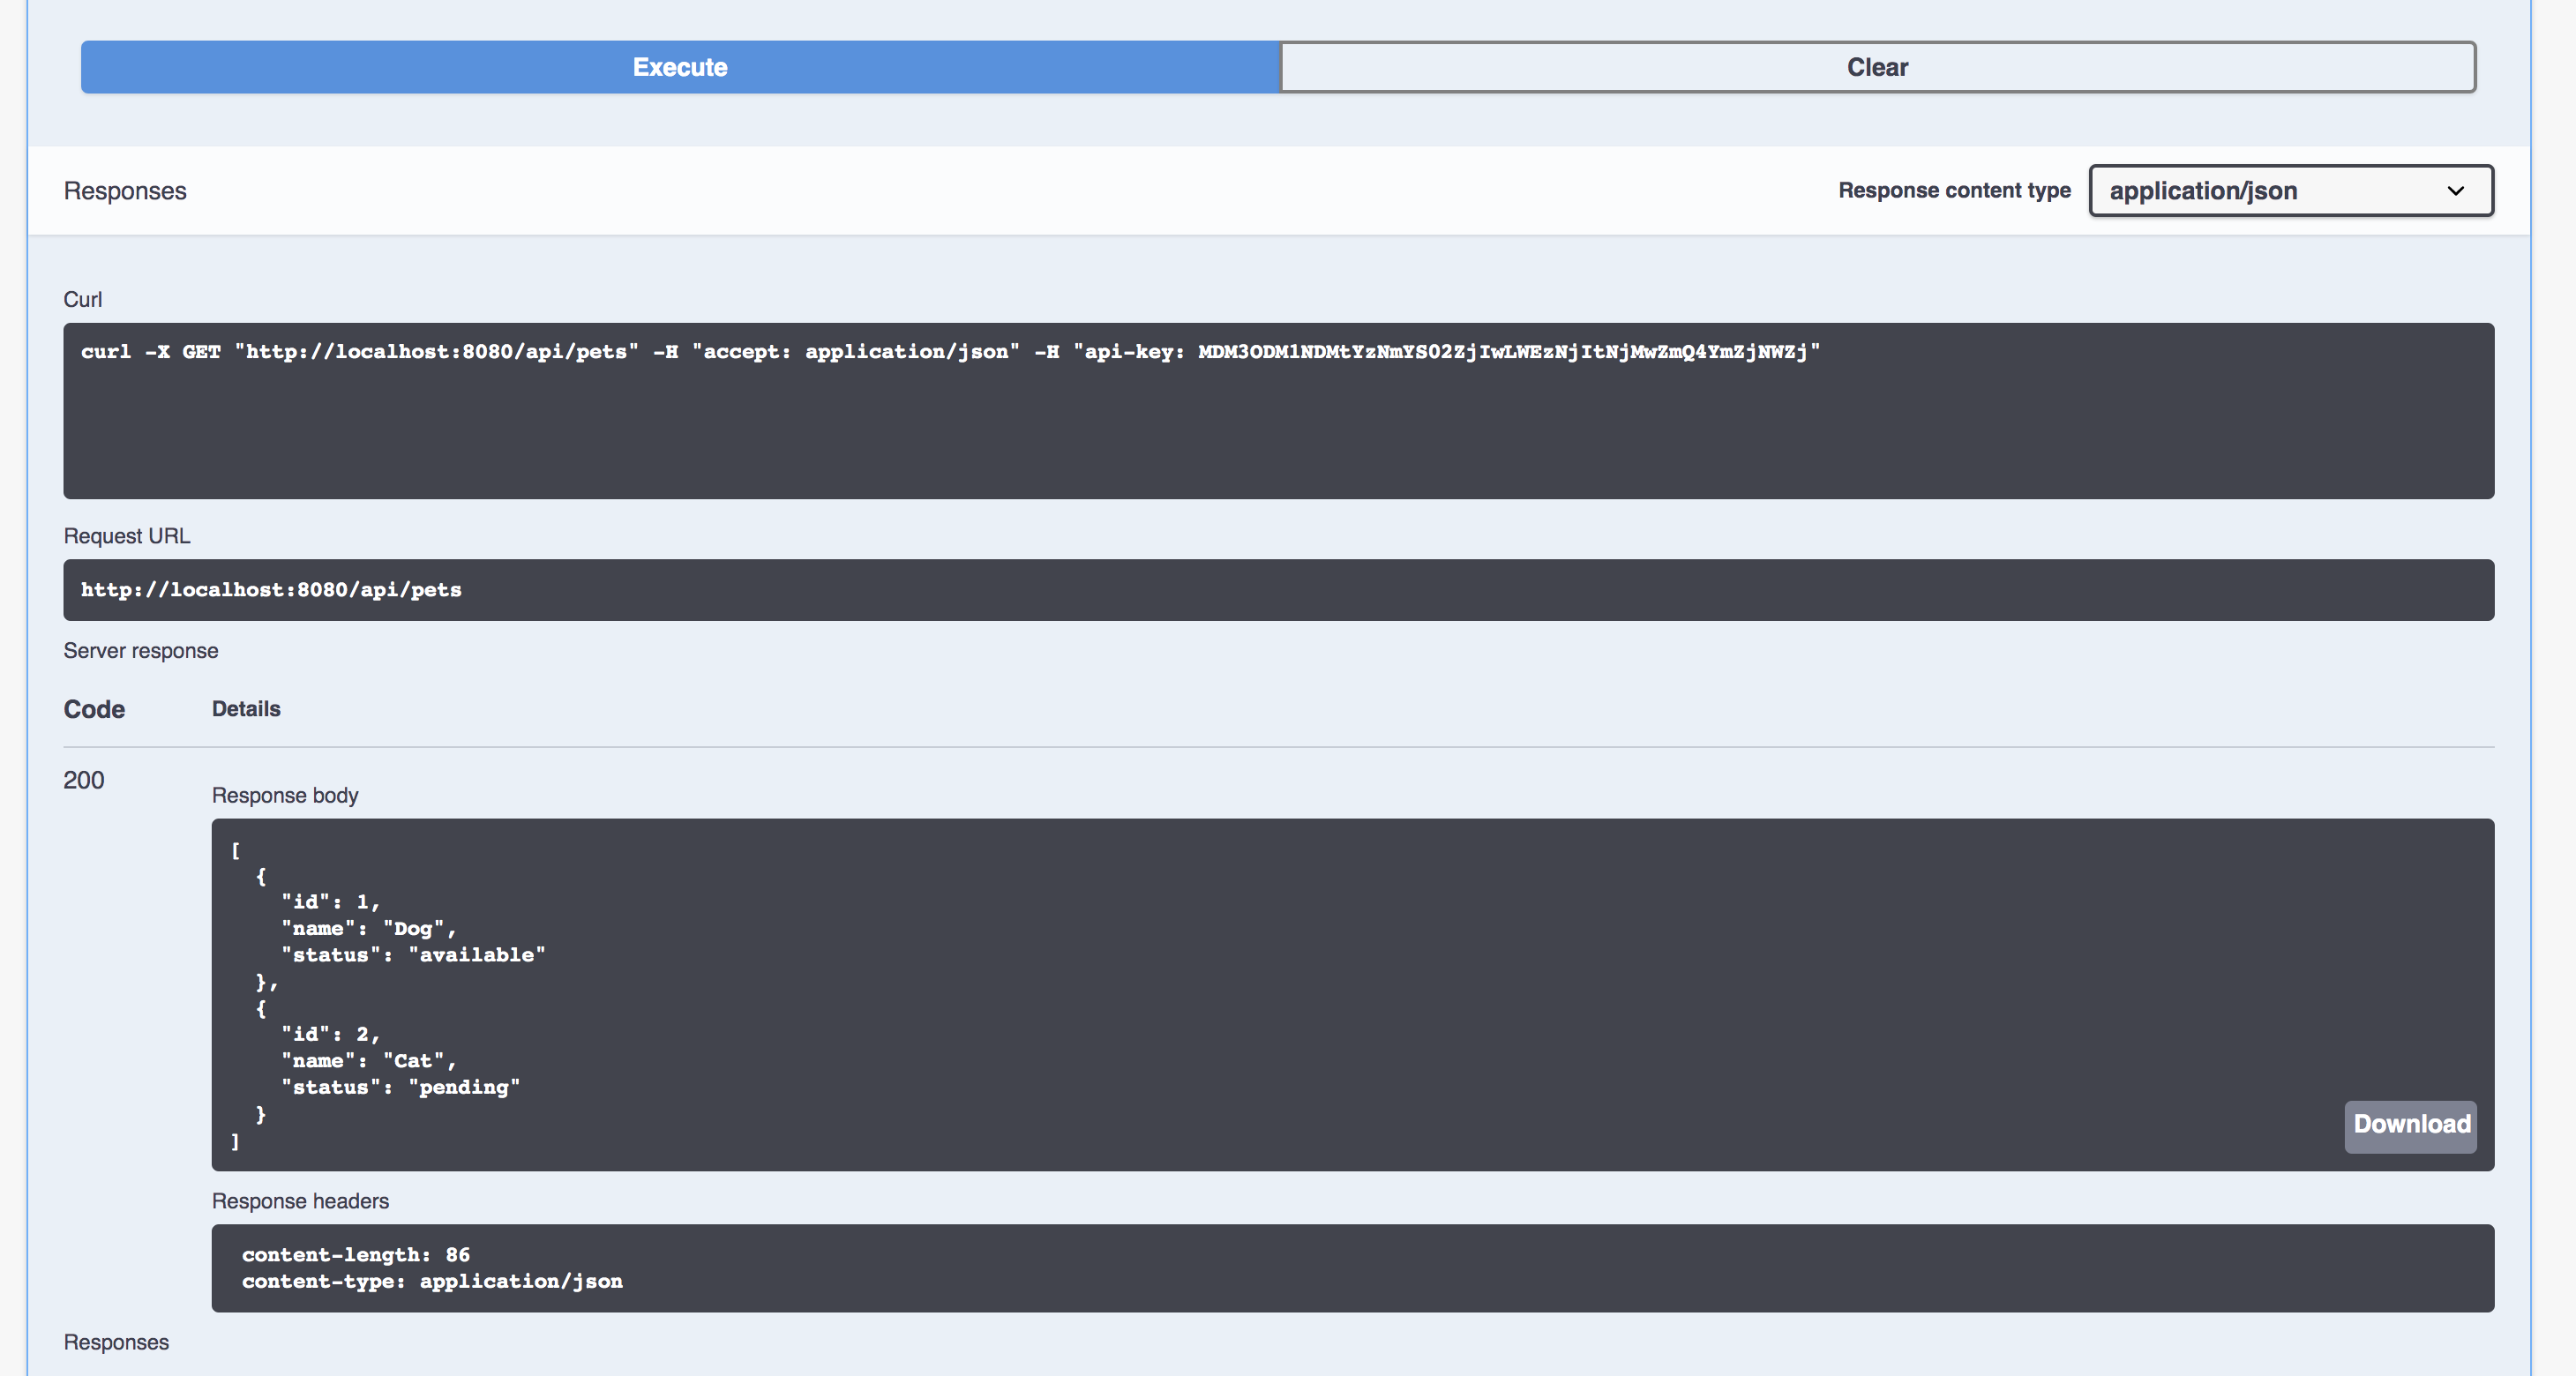 Execute Clear
Responses Response content type application/json
Curl
curl -X GET "http://localhost:8080/api/pets" -H "accept: application/json" -H "api-key: MDM3ODM1NDMtYzNmYS02ZjIwLWEzNjItNjMwZmQ4YmZjNWZj"
Request URL
http://localhost:8080/api/pets
Server response
Code Details
200
Response body
[
  {
    "id": 1,
    "name": "Dog",
    "status": "available"
  },
  {
    "id": 2,
    "name": "Cat",
    "status": "pending"
  }
]
Download
Response headers
content-length: 86
content-type: application/json
Responses